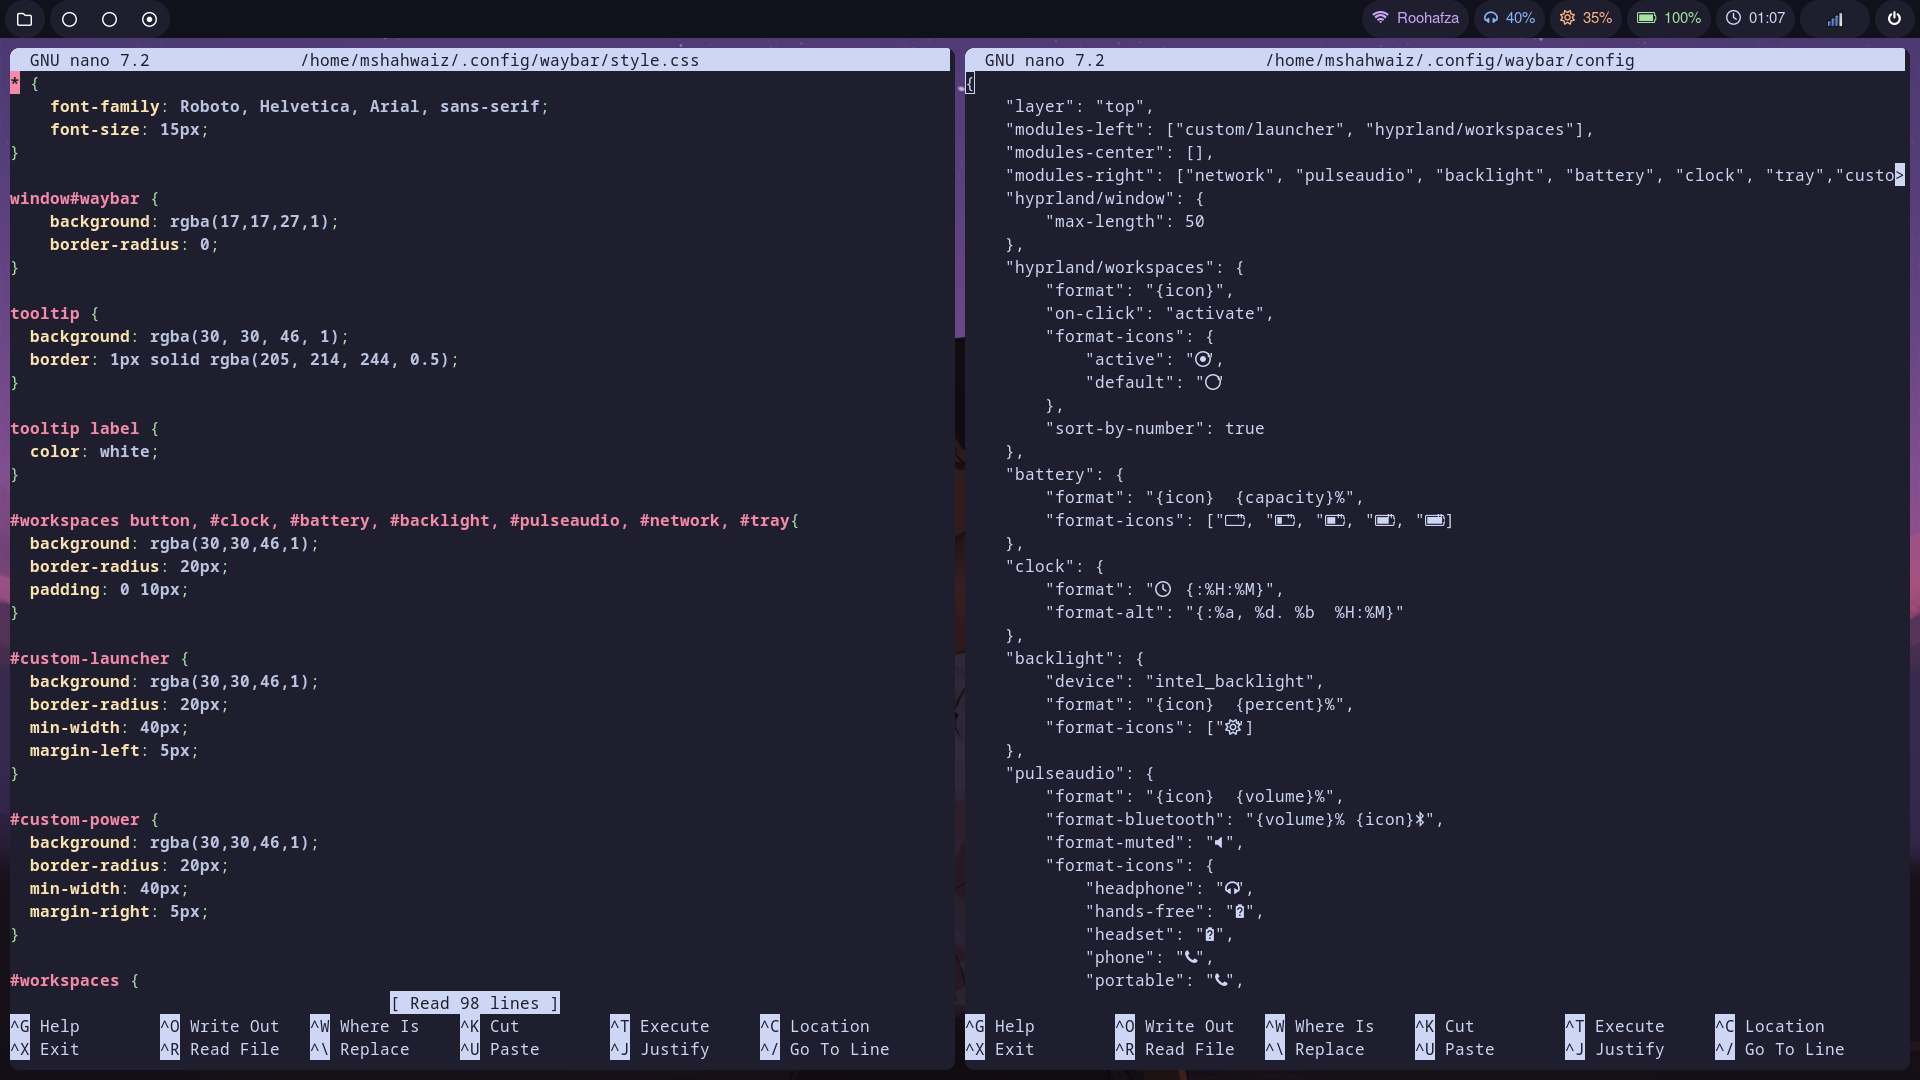 Roohafza 40% 35% 100% 01:07
GNU nano 7.2 /home/mshahwaiz/.config/waybar/style.css
* {
    font-family: Roboto, Helvetica, Arial, sans-serif;
    font-size: 15px;
}
window#waybar {
    background: rgba(17,17,27,1);
    border-radius: 0;
}
tooltip {
  background: rgba(30, 30, 46, 1);
  border: 1px solid rgba(205, 214, 244, 0.5);
}
tooltip label {
  color: white;
}
#workspaces button, #clock, #battery, #backlight, #pulseaudio, #network, #tray{
  background: rgba(30,30,46,1);
  border-radius: 20px;
  padding: 0 10px;
}
#custom-launcher {
  background: rgba(30,30,46,1);
  border-radius: 20px;
  min-width: 40px;
  margin-left: 5px;
}
#custom-power {
  background: rgba(30,30,46,1);
  border-radius: 20px;
  min-width: 40px;
  margin-right: 5px;
}
#workspaces {
[ Read 98 lines ]
^G Help ^O Write Out ^W Where Is ^K Cut ^T Execute ^C Location
^X Exit ^R Read File ^\ Replace ^U Paste ^J Justify ^/ Go To Line
GNU nano 7.2 /home/mshahwaiz/.config/waybar/config
{
    "layer": "top",
    "modules-left": ["custom/launcher", "hyprland/workspaces"],
    "modules-center": [],
    "modules-right": ["network", "pulseaudio", "backlight", "battery", "clock", "tray","custo>
    "hyprland/window": {
        "max-length": 50
    },
    "hyprland/workspaces": {
        "format": "{icon}",
        "on-click": "activate",
        "format-icons": {
            "active": "",
            "default": "
        },
        "sort-by-number": true
    },
    "battery": {
        "format": "{icon}  {capacity}%",
        "format-icons": [", ", ", ", "]
    },
    "clock": {
        "format": "  {:%H:%M}",
        "format-alt": "{:%a, %d. %b  %H:%M}"
    },
    "backlight": {
        "device": "intel_backlight",
        "format": "{icon}  {percent}%",
        "format-icons": ["]
    },
    "pulseaudio": {
        "format": "{icon}  {volume}%",
        "format-bluetooth": "{volume}% {icon}",
        "format-muted": "",
        "format-icons": {
            "headphone": "",
            "hands-free": "",
            "headset": "",
            "phone": "",
            "portable": "",
^G Help ^O Write Out ^W Where Is ^K Cut ^T Execute ^C Location
^X Exit ^R Read File ^\ Replace ^U Paste ^J Justify ^/ Go To Line